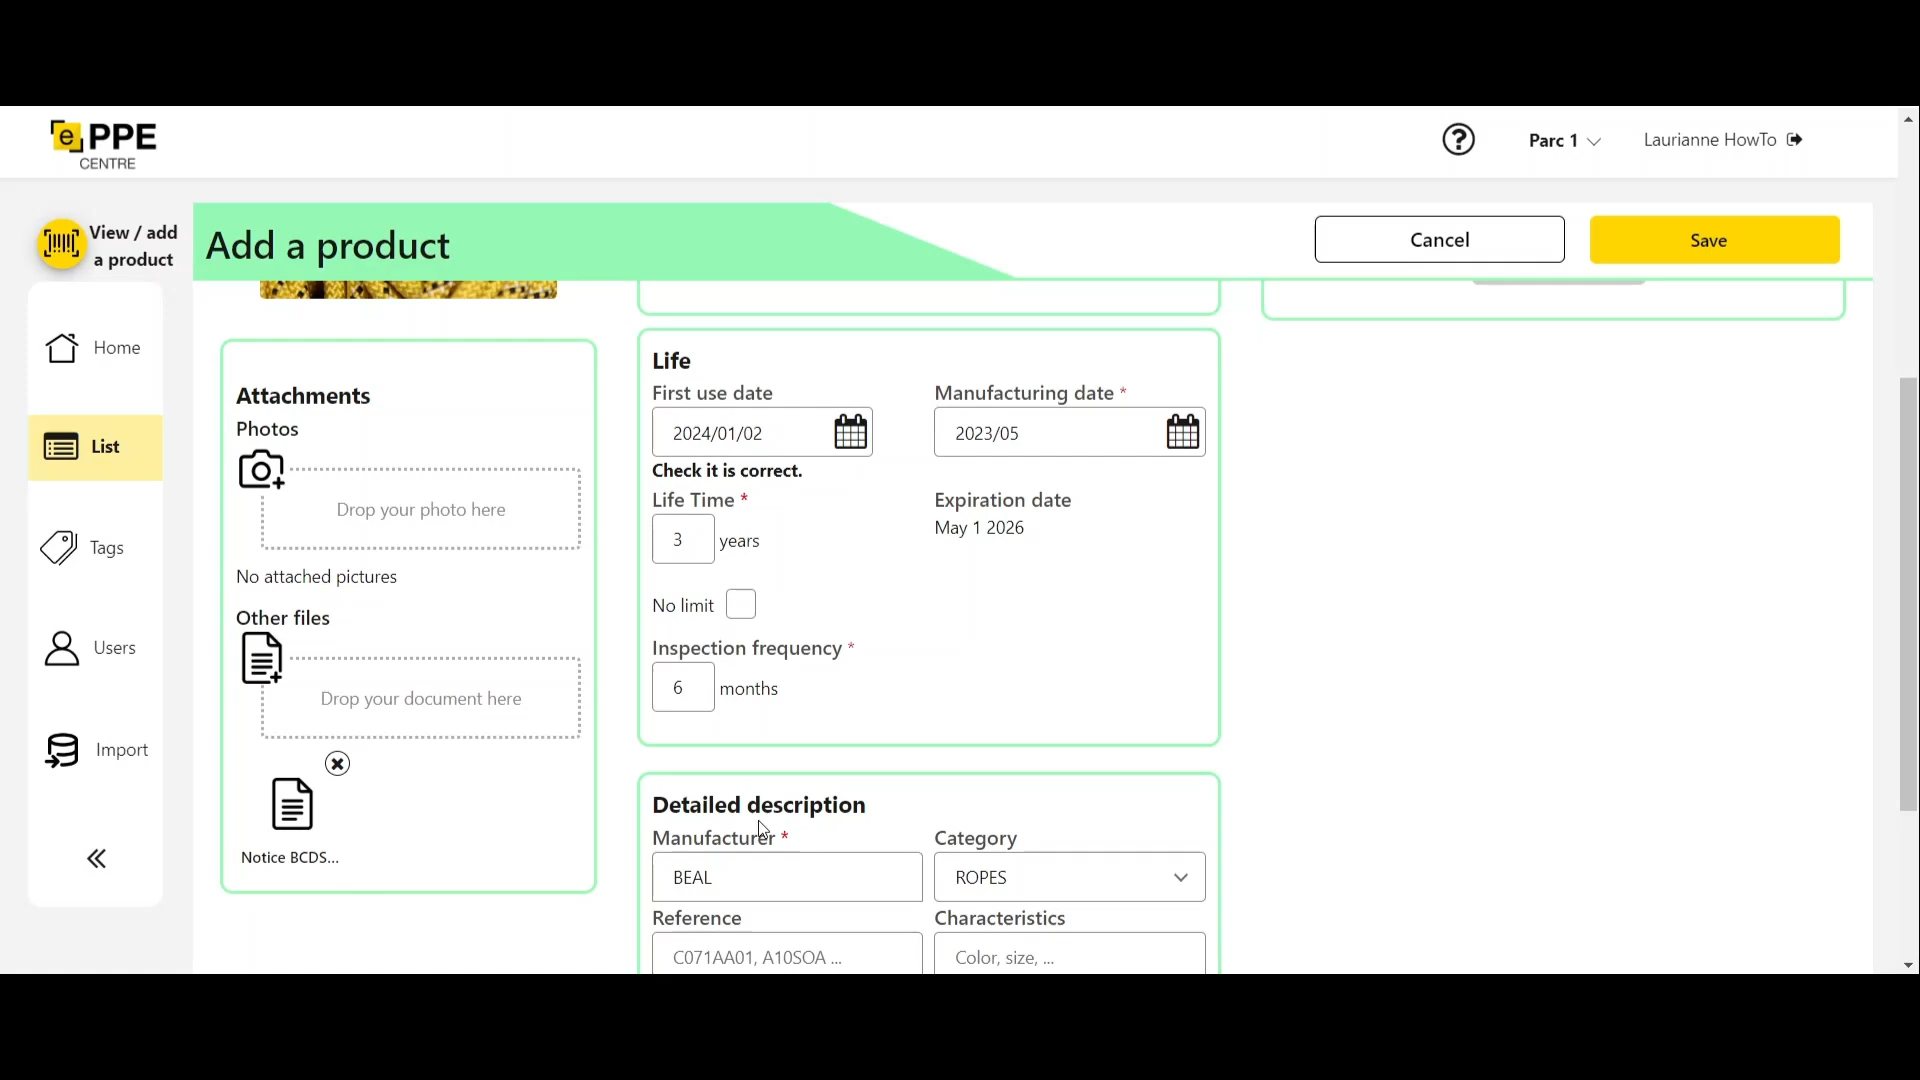 e PPE
CENTRE
?
Parc 1
Laurianne HowTo
View / add
a product
Add a product
Cancel
Save
Home
List
Tags
Users
Import
Attachments
Photos
Drop your photo here
No attached pictures
Other files
Drop your document here
Notice BCDS...
Life
First use date
Manufacturing date *
2024/01/02
2023/05
Check it is correct.
Life Time *
Expiration date
3 years
May 1 2026
No limit
Inspection frequency *
6 months
Detailed description
Manufacturer *
Category
BEAL
ROPES
Reference
Characteristics
C071AA01, A10SOA ...
Color, size, ...